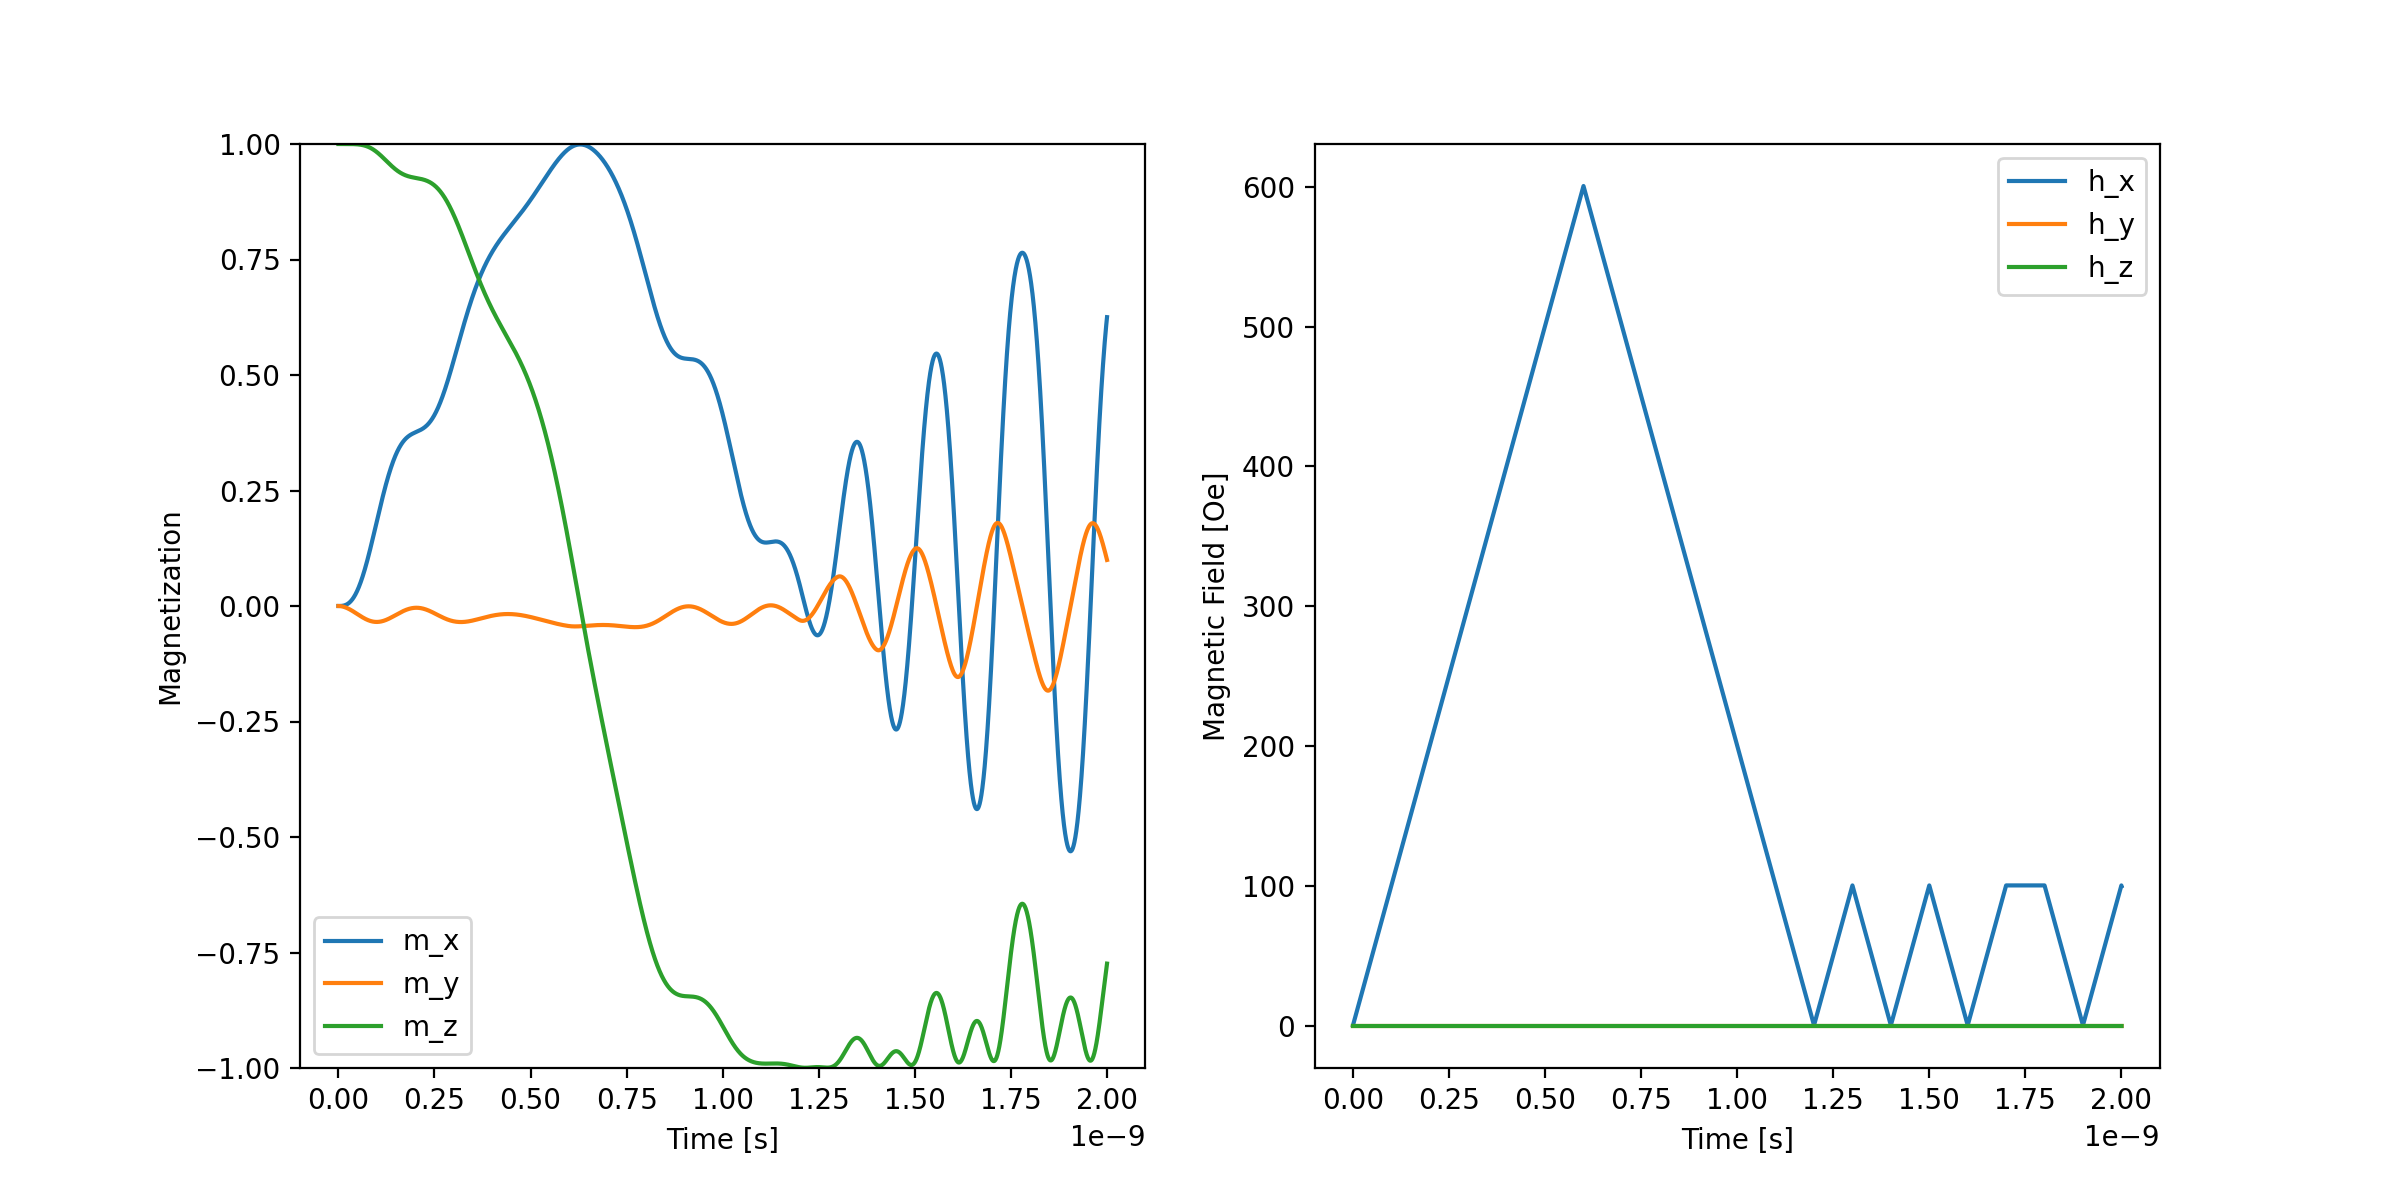 1.00
0.75
0.50
0.25
0.00
−0.25
−0.50
−0.75
−1.00
Magnetization
m_x
m_y
m_z
0.00 0.25 0.50 0.75 1.00 1.25 1.50 1.75 2.00
Time [s]
1e−9
600
500
400
300
200
100
0
Magnetic Field [Oe]
h_x
h_y
h_z
0.00 0.25 0.50 0.75 1.00 1.25 1.50 1.75 2.00
Time [s]
1e−9